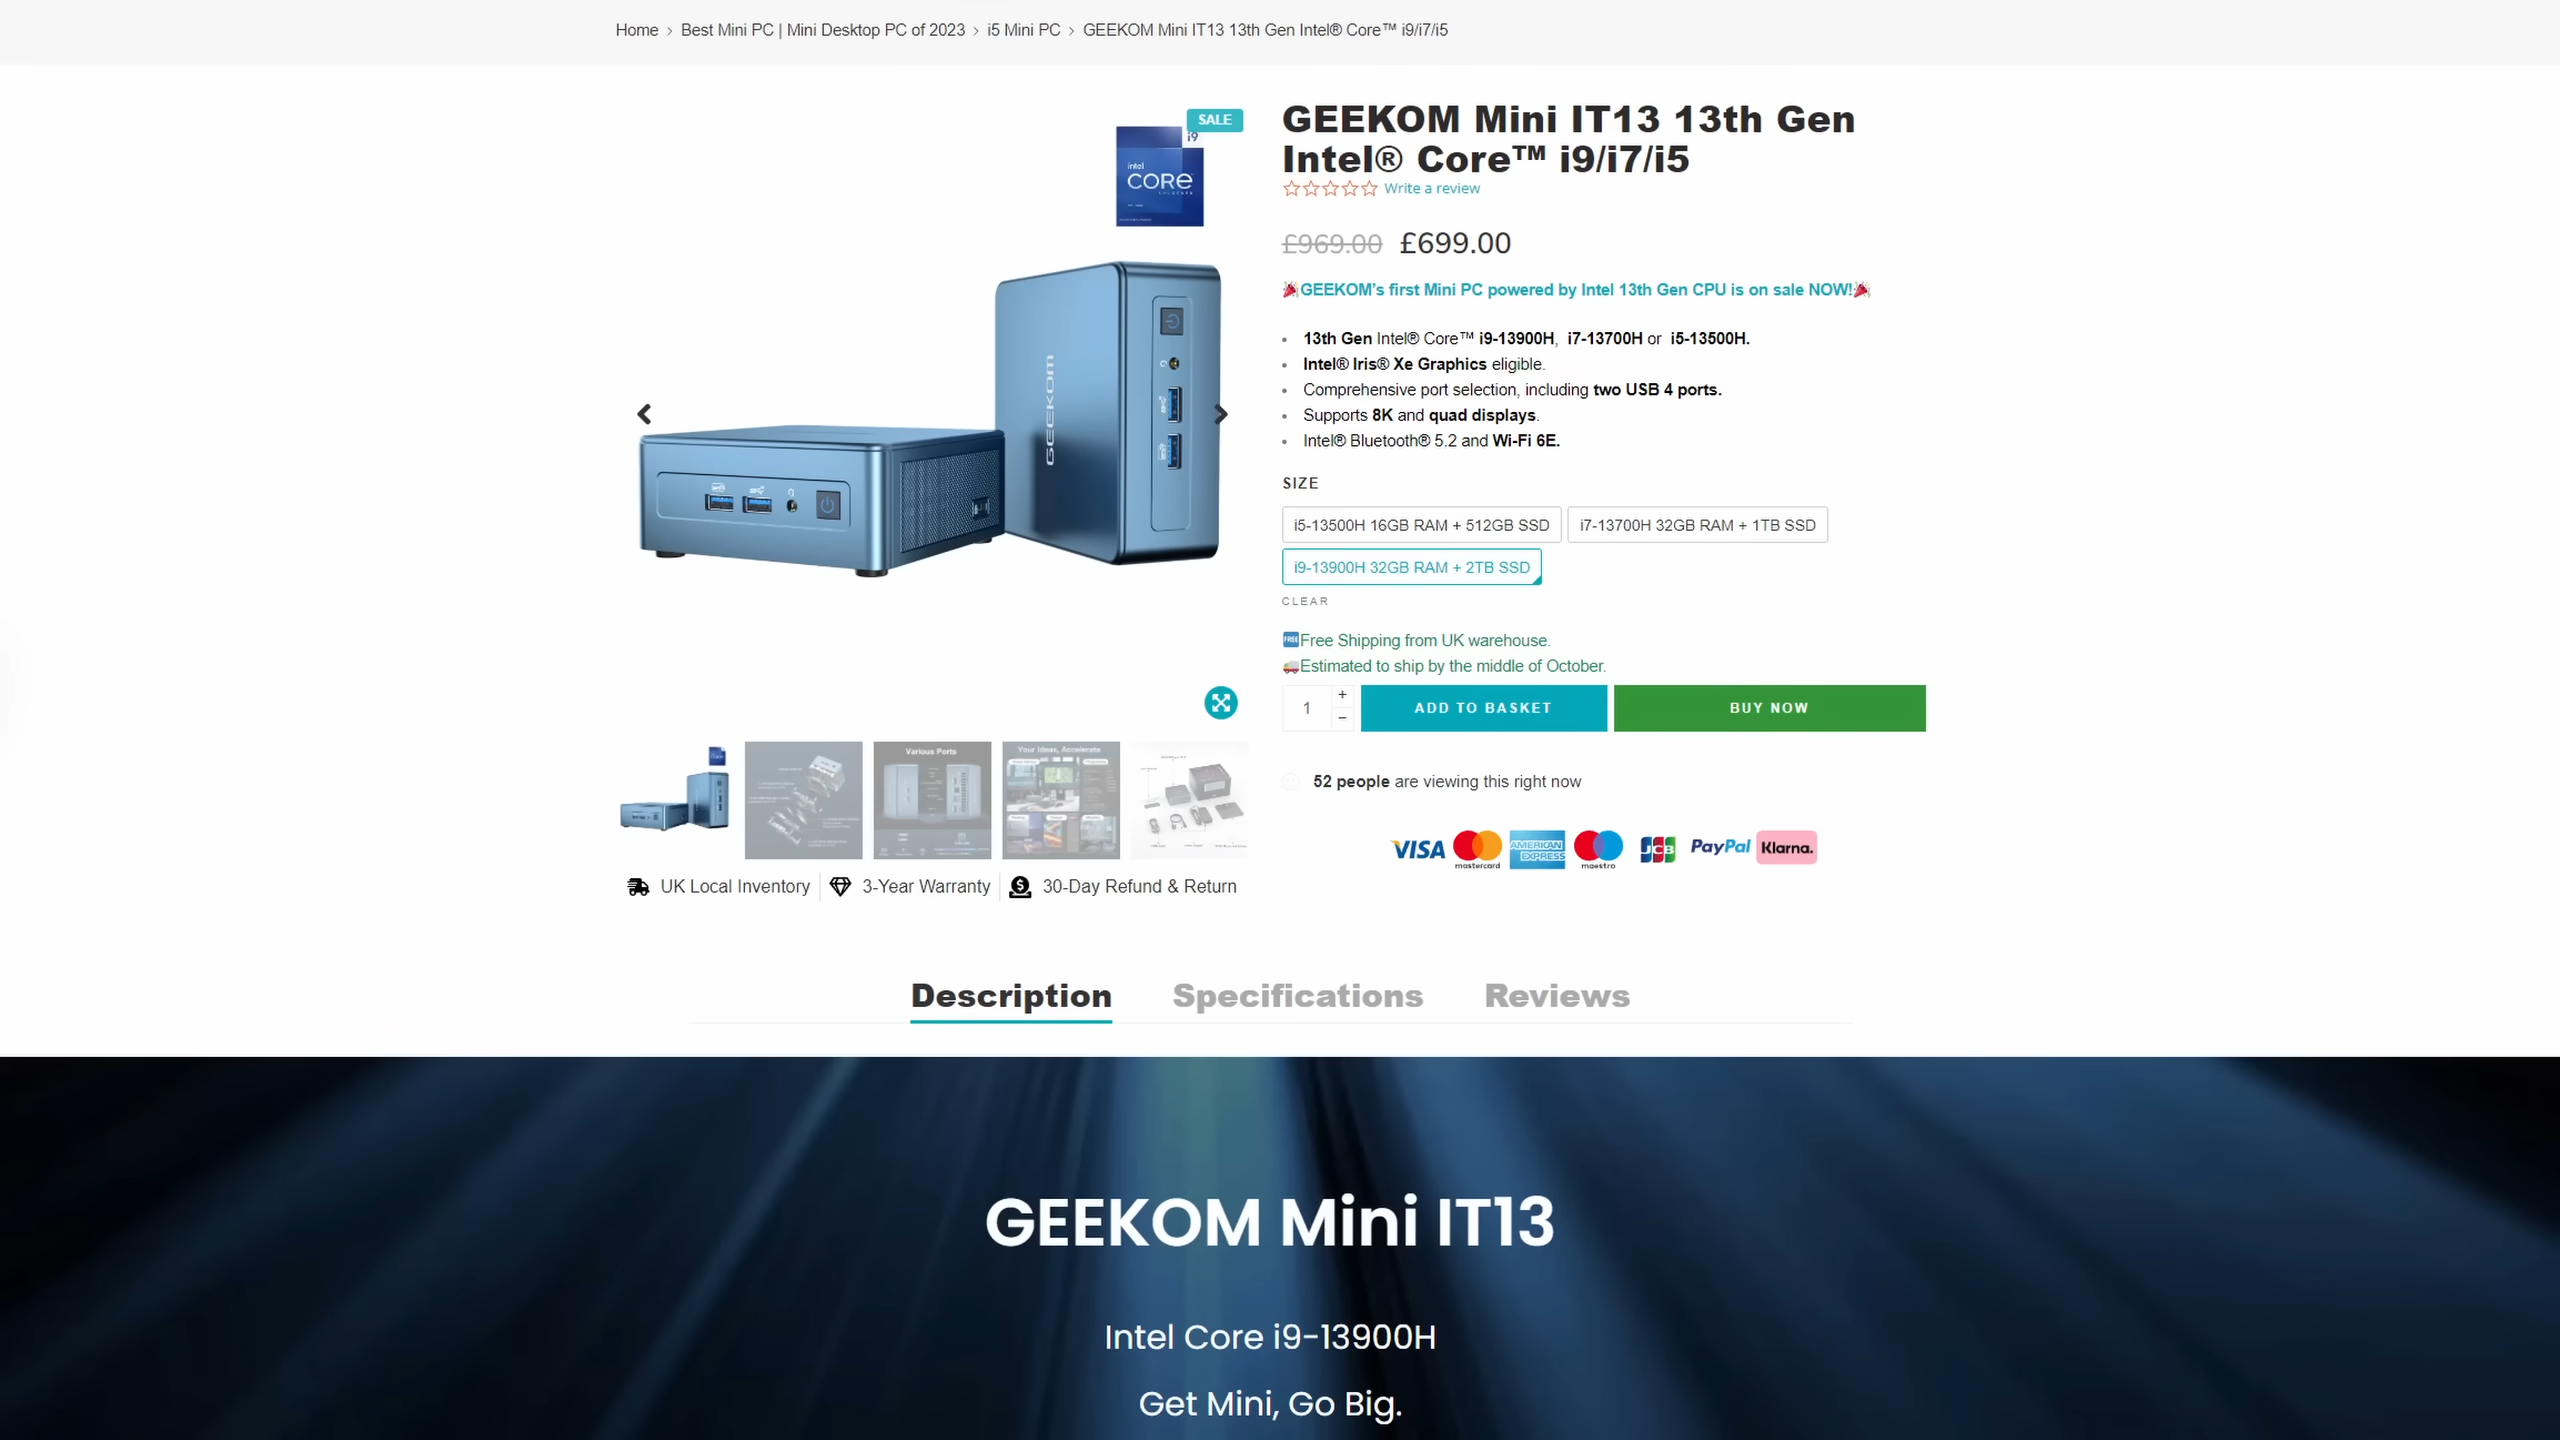 Home › Best Mini PC | Mini Desktop PC of 2023 › i5 Mini PC › GEEKOM Mini IT13 13th Gen Intel® Core™ i9/i7/i5
SALE
i9
intel
CORE
GEEKOM
GEEKOM Mini IT13 13th Gen
Intel® Core™ i9/i7/i5
Write a review
£969.00 £699.00
GEEKOM's first Mini PC powered by Intel 13th Gen CPU is on sale NOW!
• 13th Gen Intel® Core™ i9-13900H, i7-13700H or i5-13500H.
• Intel® Iris® Xe Graphics eligible.
• Comprehensive port selection, including two USB 4 ports.
• Supports 8K and quad displays.
• Intel® Bluetooth® 5.2 and Wi-Fi 6E.
SIZE
i5-13500H 16GB RAM + 512GB SSD
i7-13700H 32GB RAM + 1TB SSD
i9-13900H 32GB RAM + 2TB SSD
CLEAR
FREE Free Shipping from UK warehouse.
Estimated to ship by the middle of October.
1 + −
ADD TO BASKET
BUY NOW
52 people are viewing this right now
VISA mastercard AMERICAN EXPRESS maestro JCB PayPal Klarna.
Various Ports
Your Ideas, Accelerate
UK Local Inventory
3-Year Warranty
30-Day Refund & Return
Description
Specifications
Reviews
GEEKOM Mini IT13
Intel Core i9-13900H
Get Mini, Go Big.